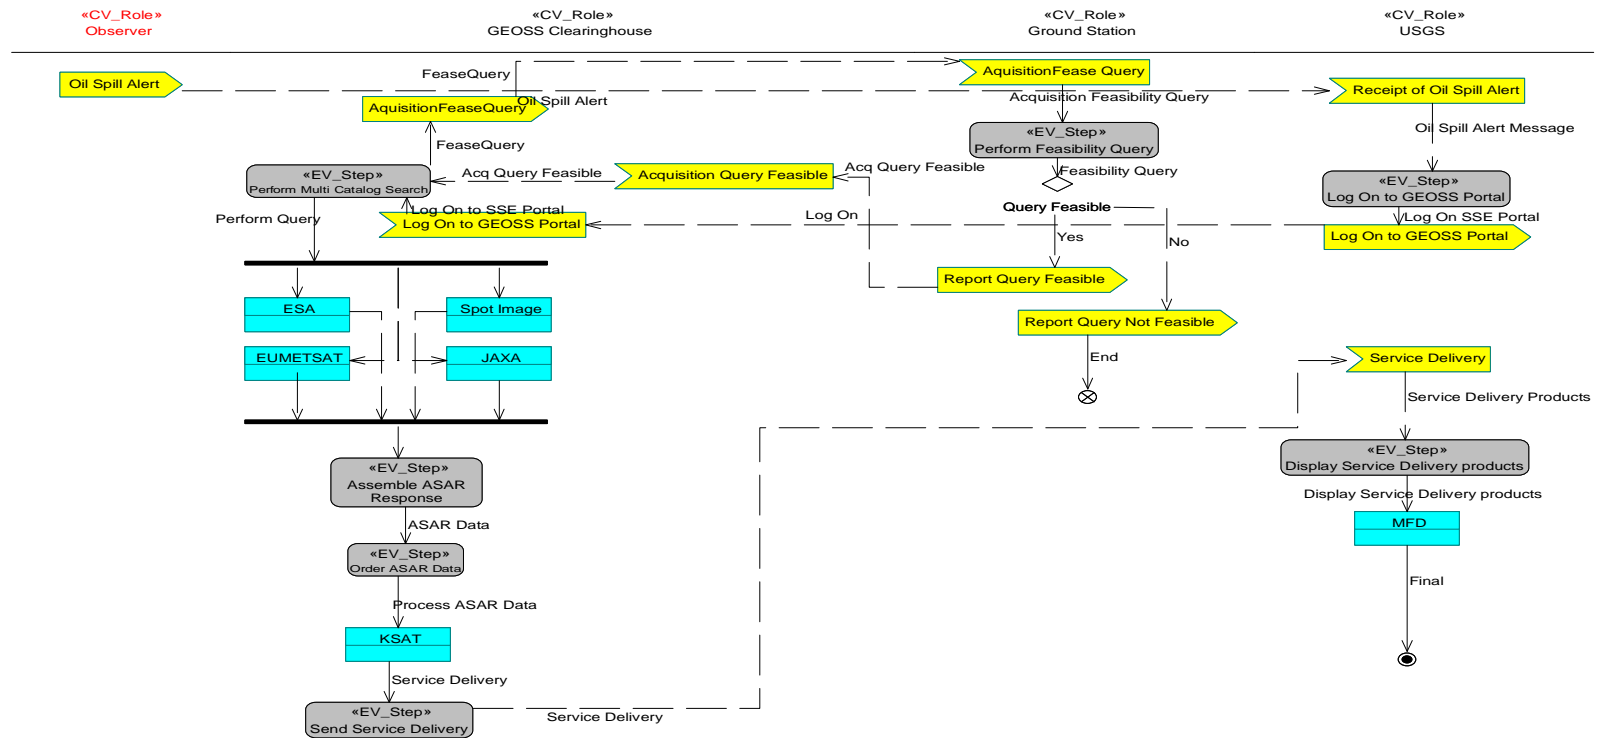 «CV_Role»
Observer
«CV_Role»
GEOSS Clearinghouse
«CV_Role»
Ground Station
«CV_Role»
USGS
Oil Spill Alert
FeaseQuery
AquisitionFeaseQuery
Oil Spill Alert
FeaseQuery
«EV_Step»
Perform Multi Catalog Search
Acq Query Feasible
Acquisition Query Feasible
Acq Query Feasible
Log On to SSE Portal
Log On to GEOSS Portal
Log On
Perform Query
ESA
Spot Image
EUMETSAT
JAXA
«EV_Step»
Assemble ASAR
Response
ASAR Data
«EV_Step»
Order ASAR Data
Process ASAR Data
KSAT
Service Delivery
«EV_Step»
Send Service Delivery
Service Delivery
AquisitionFease Query
Acquisition Feasibility Query
«EV_Step»
Perform Feasibility Query
Feasibility Query
Query Feasible
Yes
No
Report Query Feasible
Report Query Not Feasible
End
Receipt of Oil Spill Alert
Oil Spill Alert Message
«EV_Step»
Log On to GEOSS Portal
Log On SSE Portal
Log On to GEOSS Portal
Service Delivery
Service Delivery Products
«EV_Step»
Display Service Delivery products
Display Service Delivery products
MFD
Final